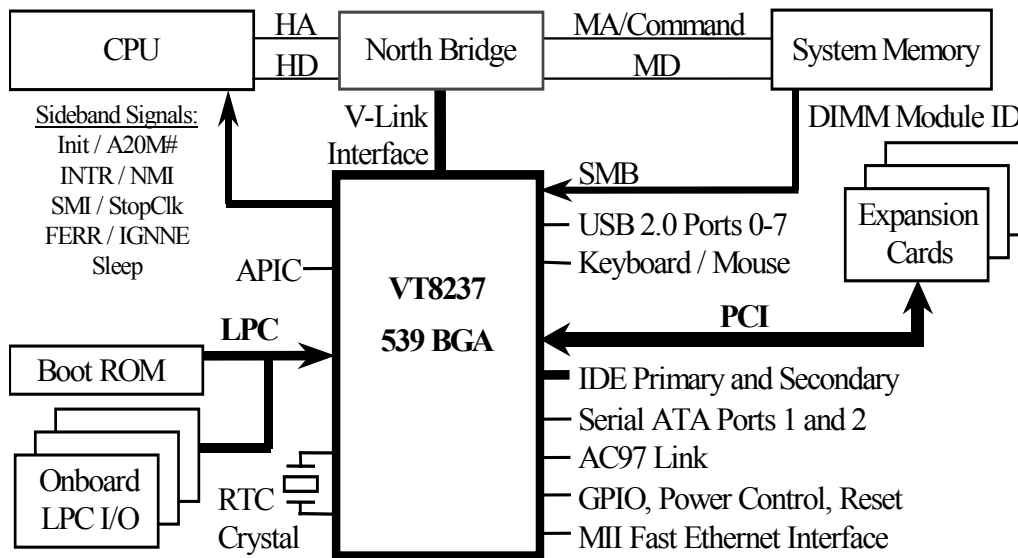 CPU
HA
HD
North Bridge
MA/Command
MD
System Memory
Sideband Signals:
Init / A20M#
INTR / NMI
SMI / StopClk
FERR / IGNNE
Sleep
V-Link
Interface
DIMM Module ID
SMB
USB 2.0 Ports 0-7
Keyboard / Mouse
Expansion
Cards
APIC
VT8237
539 BGA
LPC
PCI
Boot ROM
IDE Primary and Secondary
Serial ATA Ports 1 and 2
AC97 Link
GPIO, Power Control, Reset
MII Fast Ethernet Interface
Onboard
LPC I/O
RTC
Crystal